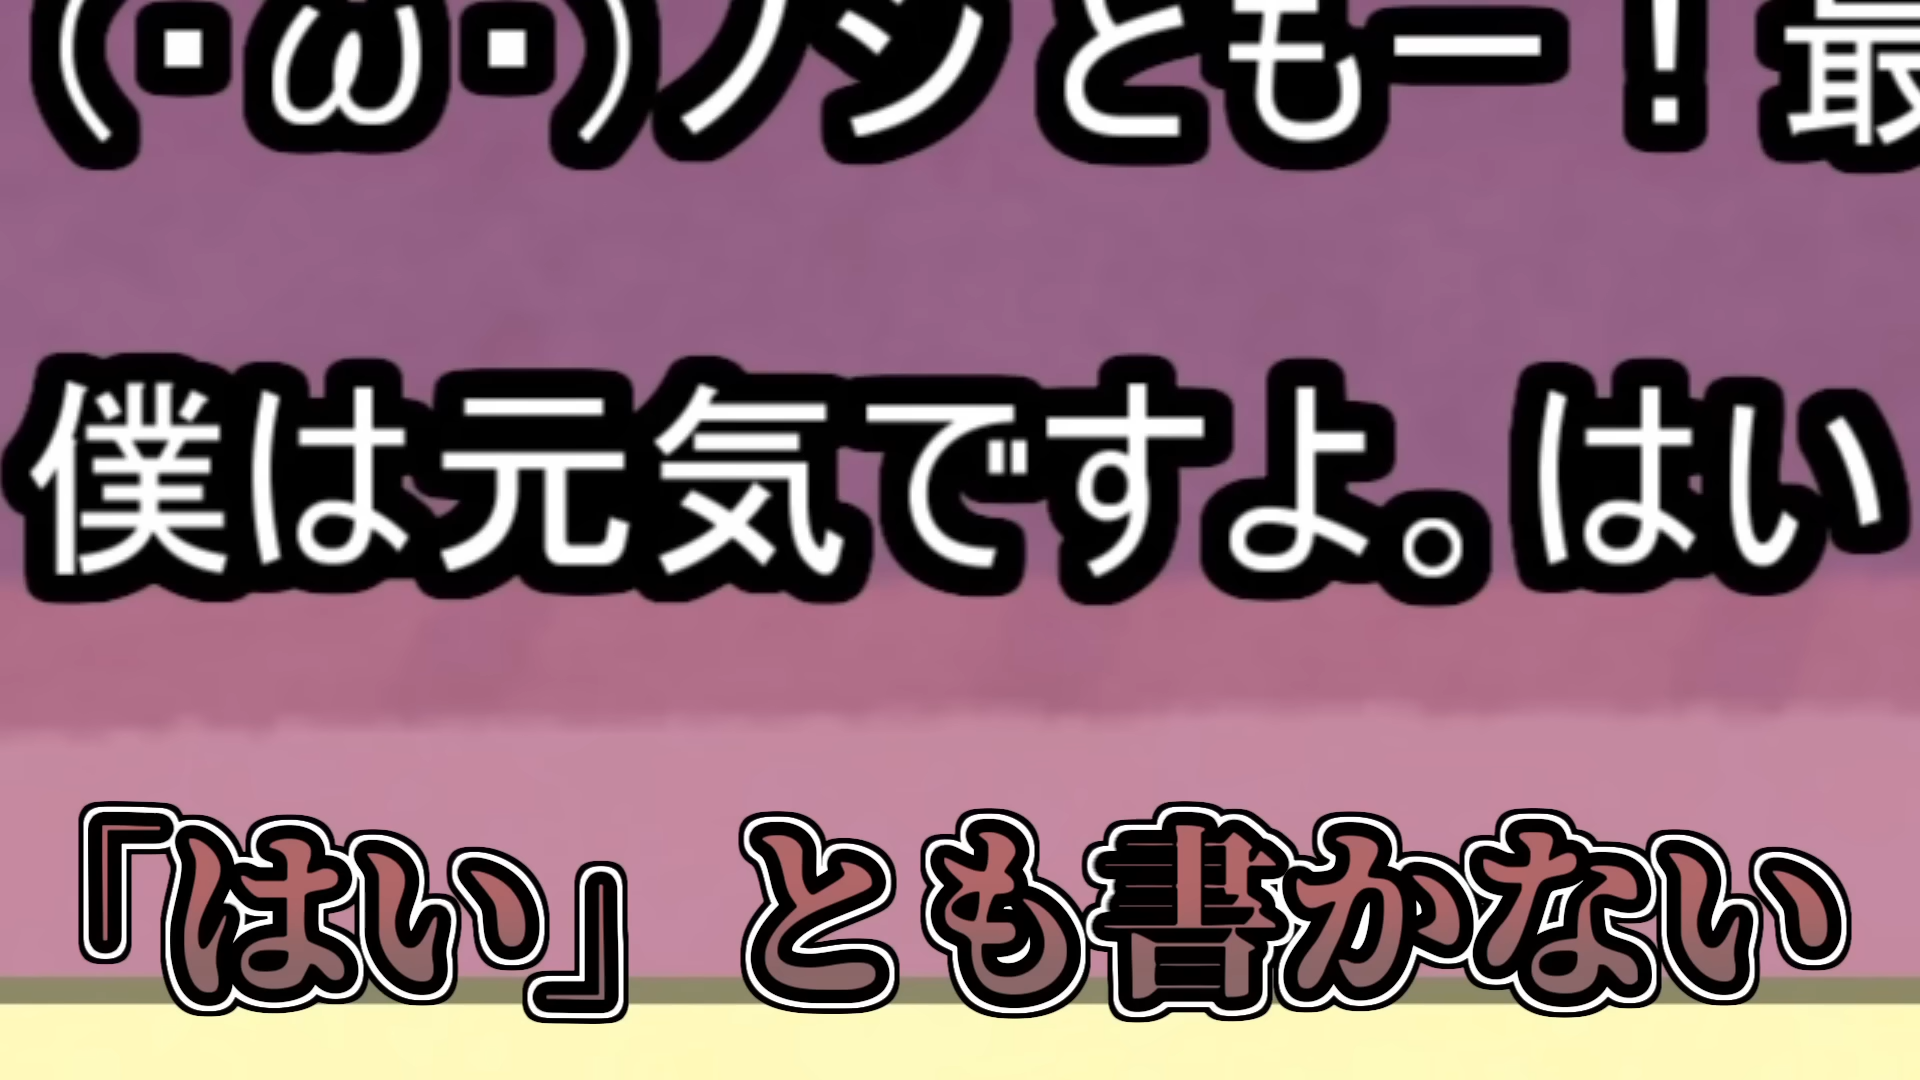 (･ω･)ノシともー！最
僕は元気ですよ。はい
「はい」とも書かない